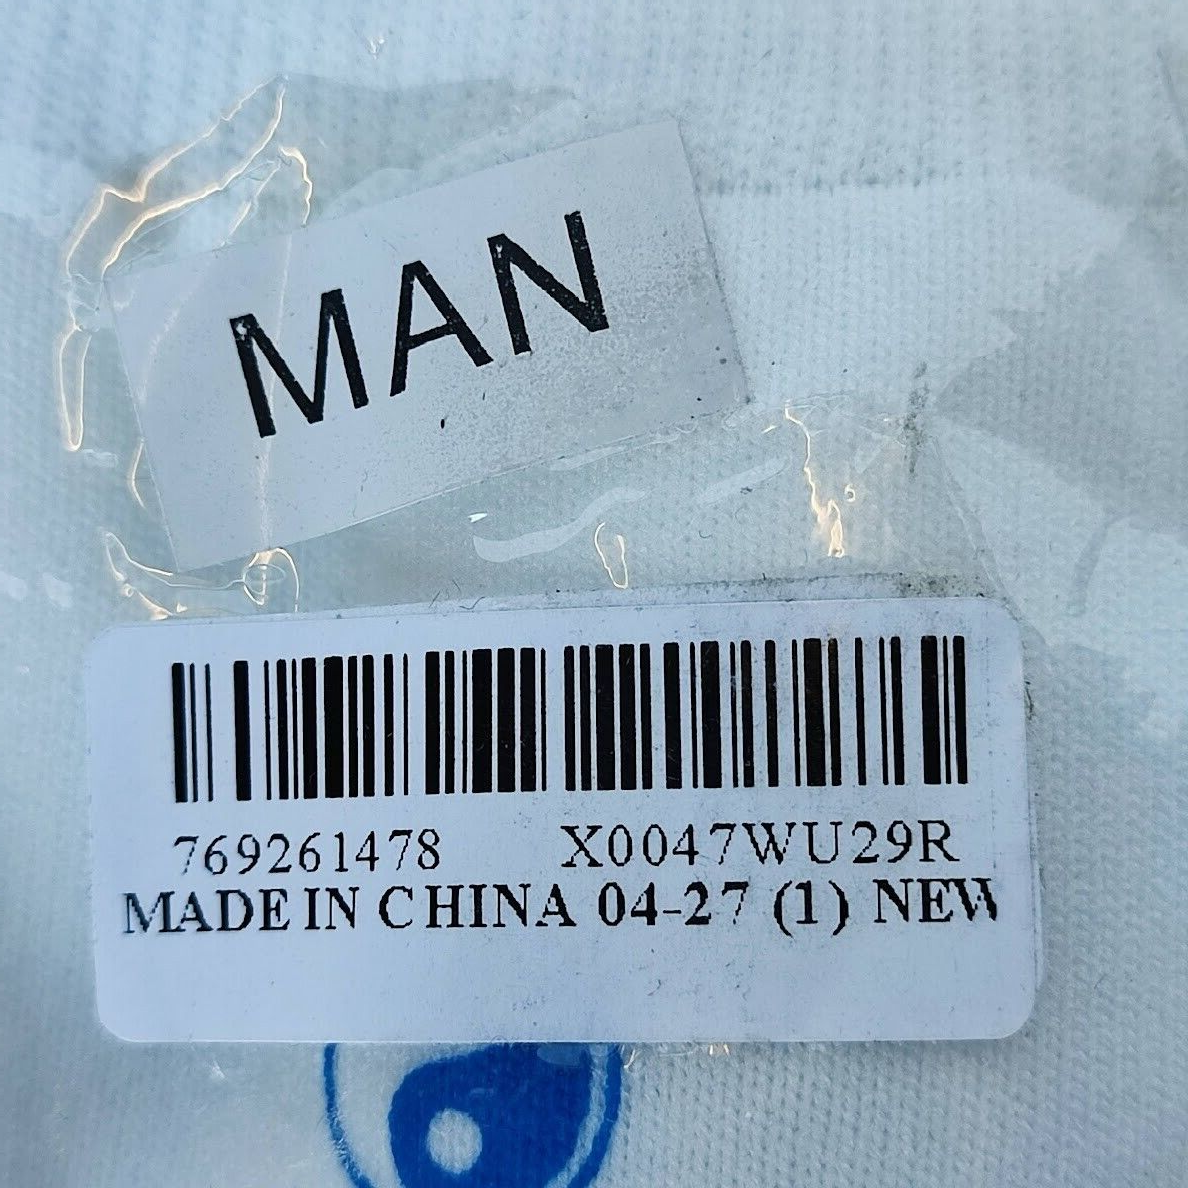 MAN
769261478 X0047WU29R
MADE IN CHINA 04-27 (1) NEW